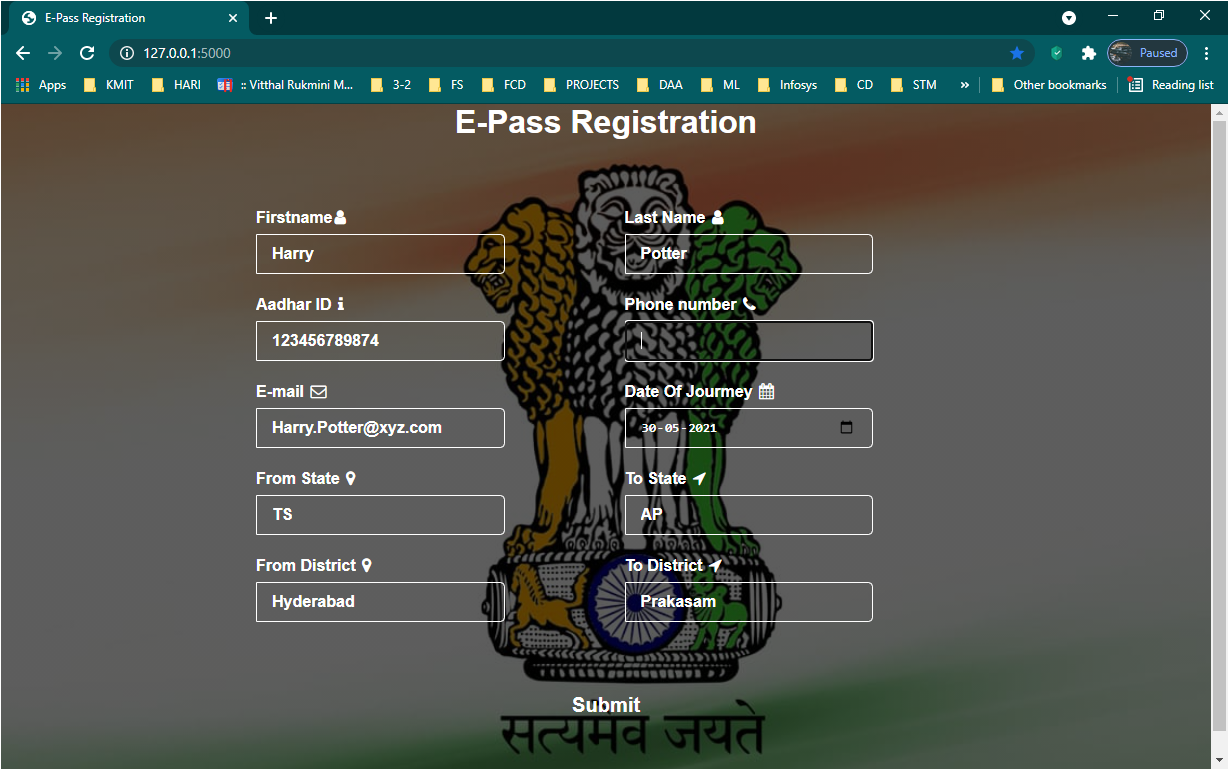 E-Pass Registration
127.0.0.1:5000
Paused
Apps KMIT HARI :: Vitthal Rukmini M... 3-2 FS FCD PROJECTS DAA ML Infosys CD STM » Other bookmarks Reading list
E-Pass Registration
Firstname Last Name
Harry Potter
Aadhar ID Phone number
123456789874
E-mail Date Of Jourmey
Harry.Potter@xyz.com 30-05-2021
From State To State
TS AP
From District To District
Hyderabad Prakasam
Submit
सत्यमेव जयते